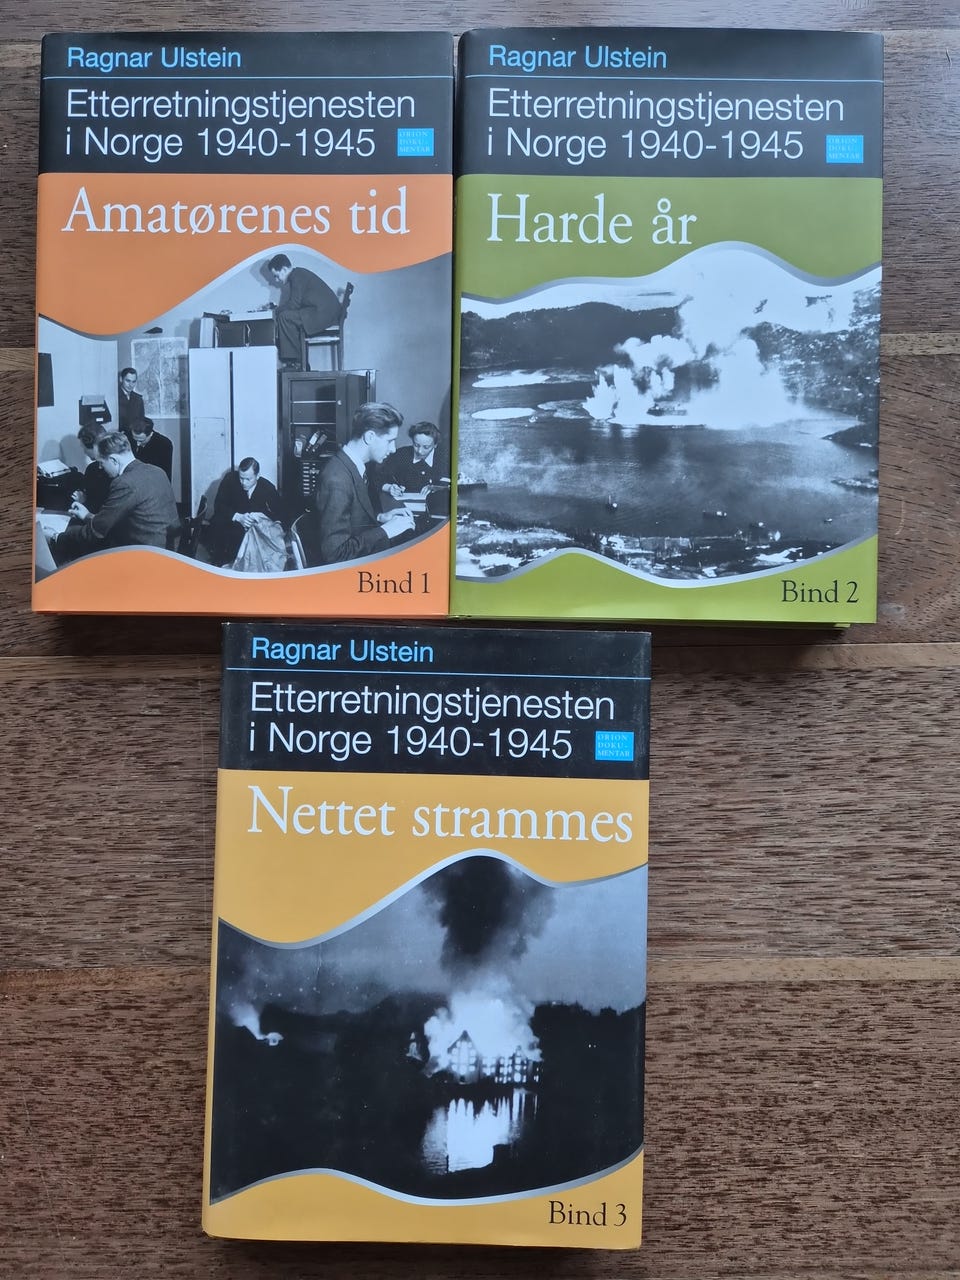 Ragnar Ulstein
Etterretningstjenesten
i Norge 1940-1945
ORION
DOKU-
MENTAR
Amatørenes tid
Bind 1
Ragnar Ulstein
Etterretningstjenesten
i Norge 1940-1945
ORION
DOKU-
MENTAR
Harde år
Bind 2
Ragnar Ulstein
Etterretningstjenesten
i Norge 1940-1945
ORION
DOKU-
MENTAR
Nettet strammes
Bind 3